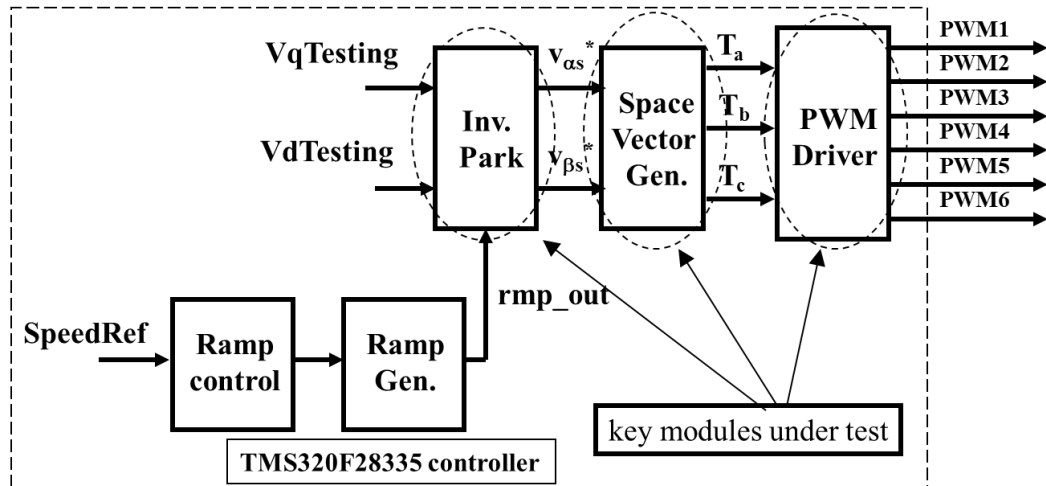 VqTesting
VdTesting
Inv.
Park
vαs*
vβs*
Space
Vector
Gen.
Ta
Tb
Tc
PWM
Driver
PWM1
PWM2
PWM3
PWM4
PWM5
PWM6
SpeedRef
Ramp
control
Ramp
Gen.
rmp_out
key modules under test
TMS320F28335 controller